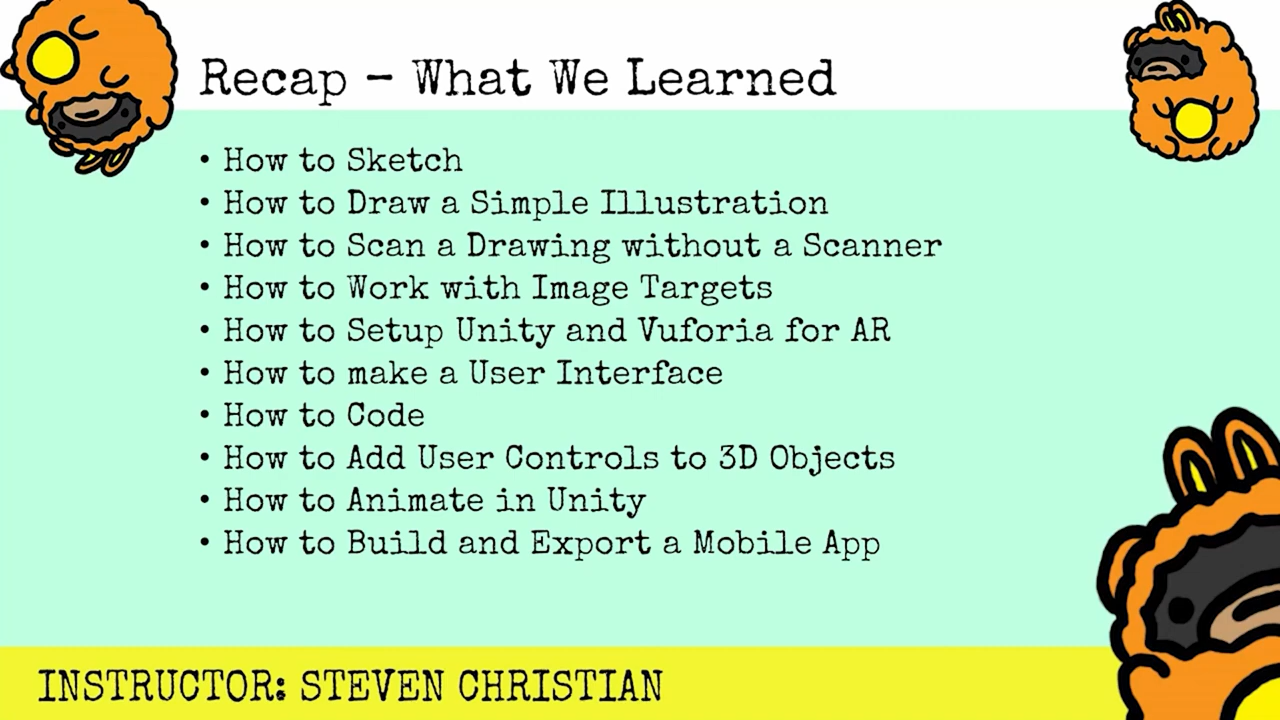 Recap - What We Learned
• How to Sketch
• How to Draw a Simple Illustration
• How to Scan a Drawing without a Scanner
• How to Work with Image Targets
• How to Setup Unity and Vuforia for AR
• How to make a User Interface
• How to Code
• How to Add User Controls to 3D Objects
• How to Animate in Unity
• How to Build and Export a Mobile App
INSTRUCTOR: STEVEN CHRISTIAN